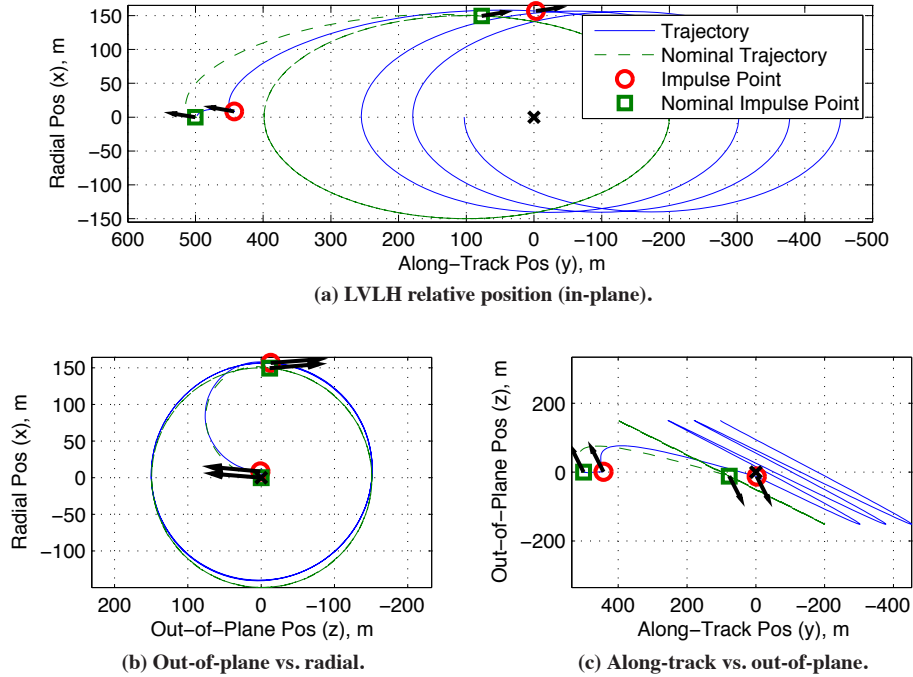 150
100
50
0
−50
−100
−150
Radial Pos (x), m
600 500 400 300 200 100 0 −100 −200 −300 −400 −500
Along−Track Pos (y), m
Trajectory
Nominal Trajectory
Impulse Point
Nominal Impulse Point
(a) LVLH relative position (in-plane).
150
100
50
0
−50
−100
Radial Pos (x), m
200 100 0 −100 −200
Out−of−Plane Pos (z), m
(b) Out-of-plane vs. radial.
200
0
−200
Out−of−Plane Pos (z), m
400 200 0 −200 −400
Along−Track Pos (y), m
(c) Along-track vs. out-of-plane.